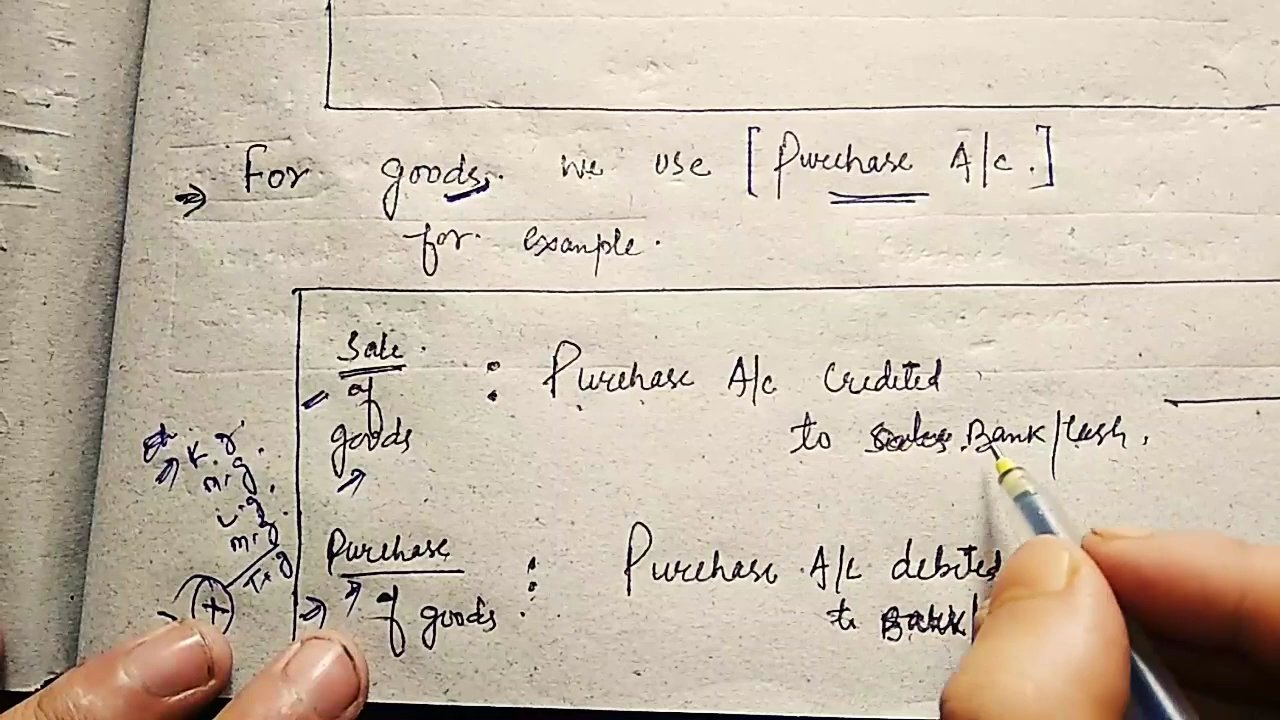 ⇒ For goods. we use [Purchase A/c.]
for example.
Sale of goods : Purchase A/c Credited
to Bank/Cash.
Purchase of goods : Purchase A/c debited
to Bank/